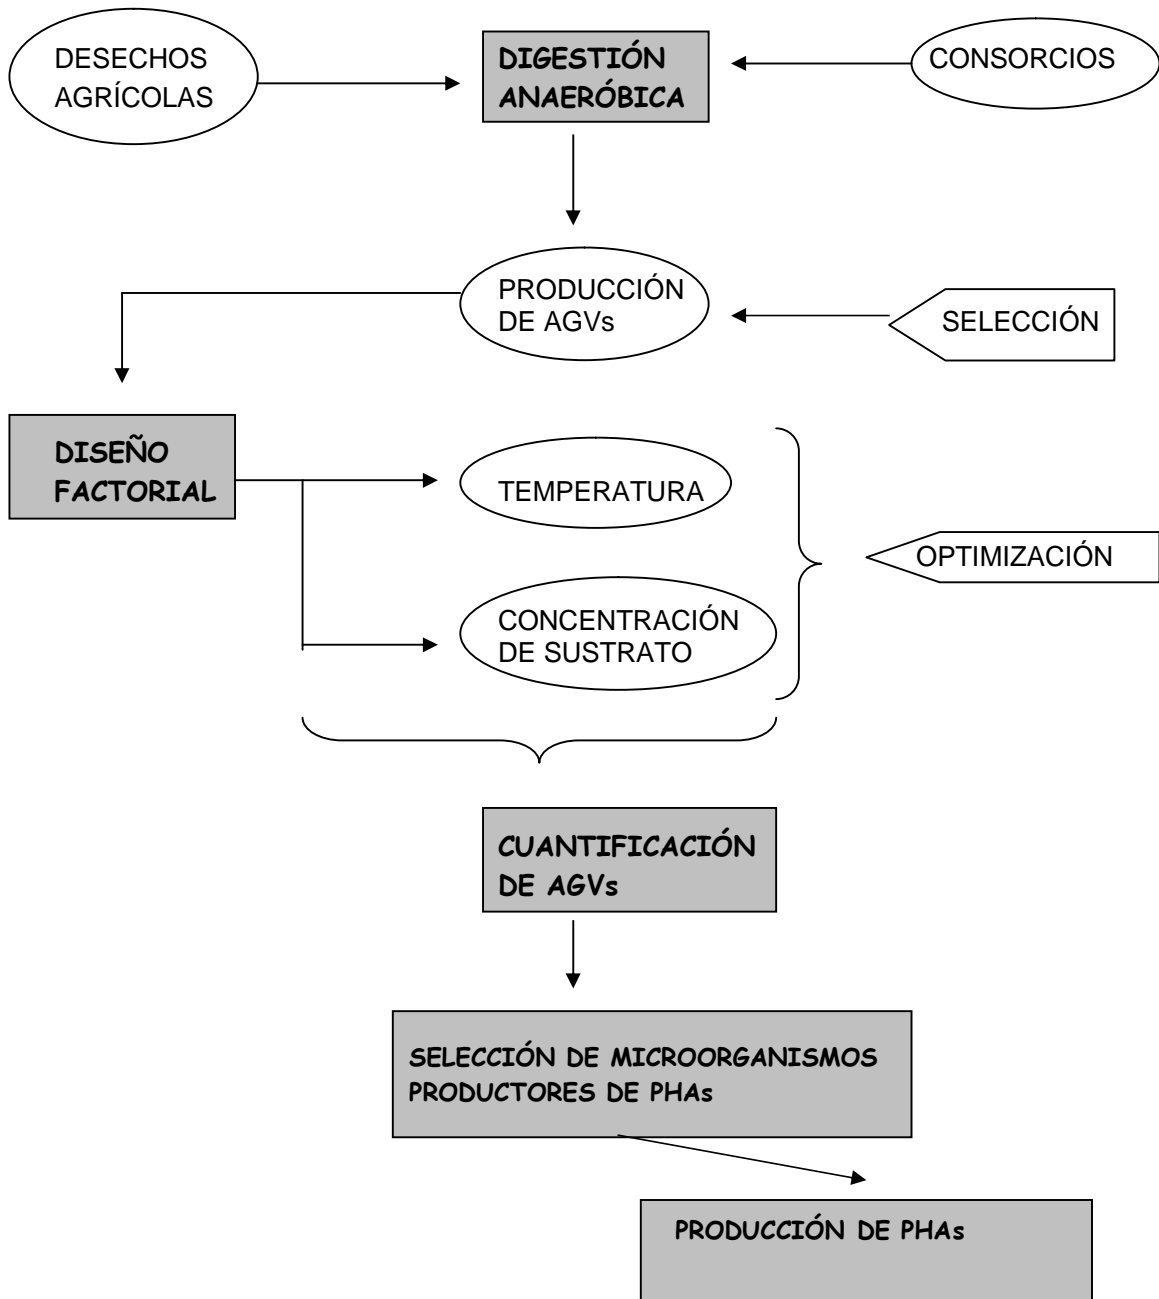 DESECHOS
AGRÍCOLAS
DIGESTIÓN
ANAERÓBICA
CONSORCIOS
PRODUCCIÓN
DE AGVs
SELECCIÓN
DISEÑO
FACTORIAL
TEMPERATURA
OPTIMIZACIÓN
CONCENTRACIÓN
DE SUSTRATO
CUANTIFICACIÓN
DE AGVs
SELECCIÓN DE MICROORGANISMOS
PRODUCTORES DE PHAs
PRODUCCIÓN DE PHAs